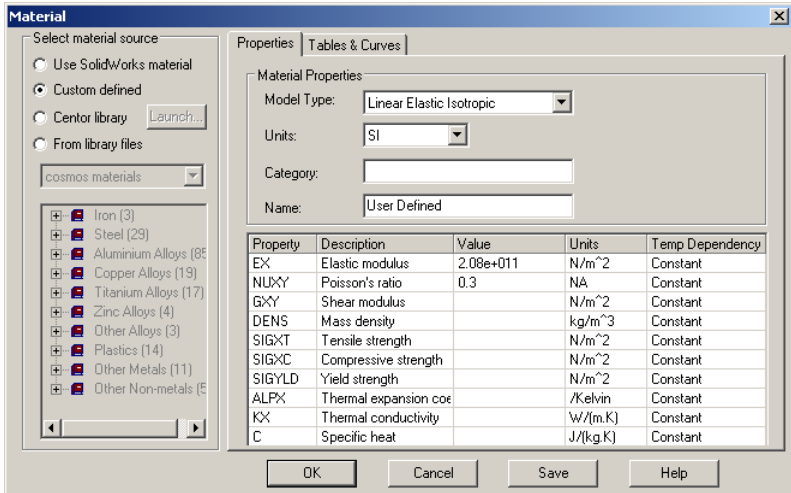 Material
Select material source
Use SolidWorks material
Custom defined
Centor library Launch...
From library files
cosmos materials
Iron (3)
Steel (29)
Aluminium Alloys (85
Copper Alloys (19)
Titanium Alloys (17)
Zinc Alloys (4)
Other Alloys (3)
Plastics (14)
Other Metals (11)
Other Non-metals (5
Properties Tables & Curves
Material Properties
Model Type: Linear Elastic Isotropic
Units: SI
Category:
Name: User Defined
Property Description Value Units Temp Dependency
EX Elastic modulus 2.08e+011 N/m^2 Constant
NUXY Poisson's ratio 0.3 NA Constant
GXY Shear modulus N/m^2 Constant
DENS Mass density kg/m^3 Constant
SIGXT Tensile strength N/m^2 Constant
SIGXC Compressive strength N/m^2 Constant
SIGYLD Yield strength N/m^2 Constant
ALPX Thermal expansion coe /Kelvin Constant
KX Thermal conductivity W/(m.K) Constant
C Specific heat J/(kg.K) Constant
OK Cancel Save Help